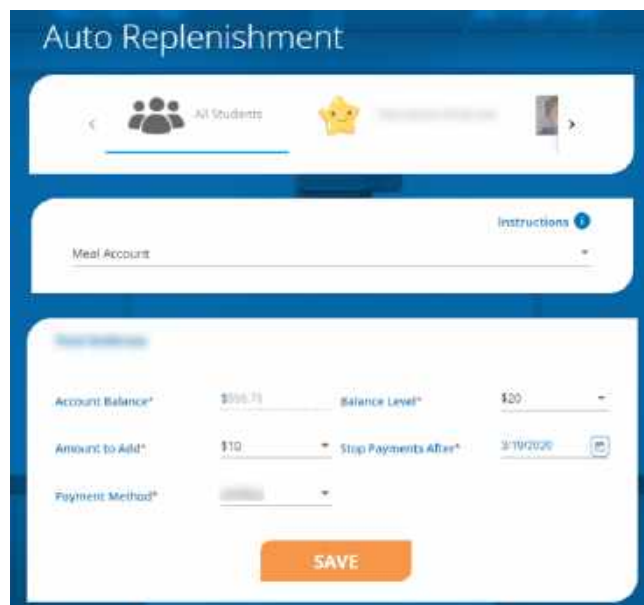 Auto Replenishment
All Students
Instructions
Meal Account
Account Balance* Balance Level* $20
Amount to Add* $10 Stop Payments After* 3/19/2020
Payment Method*
SAVE